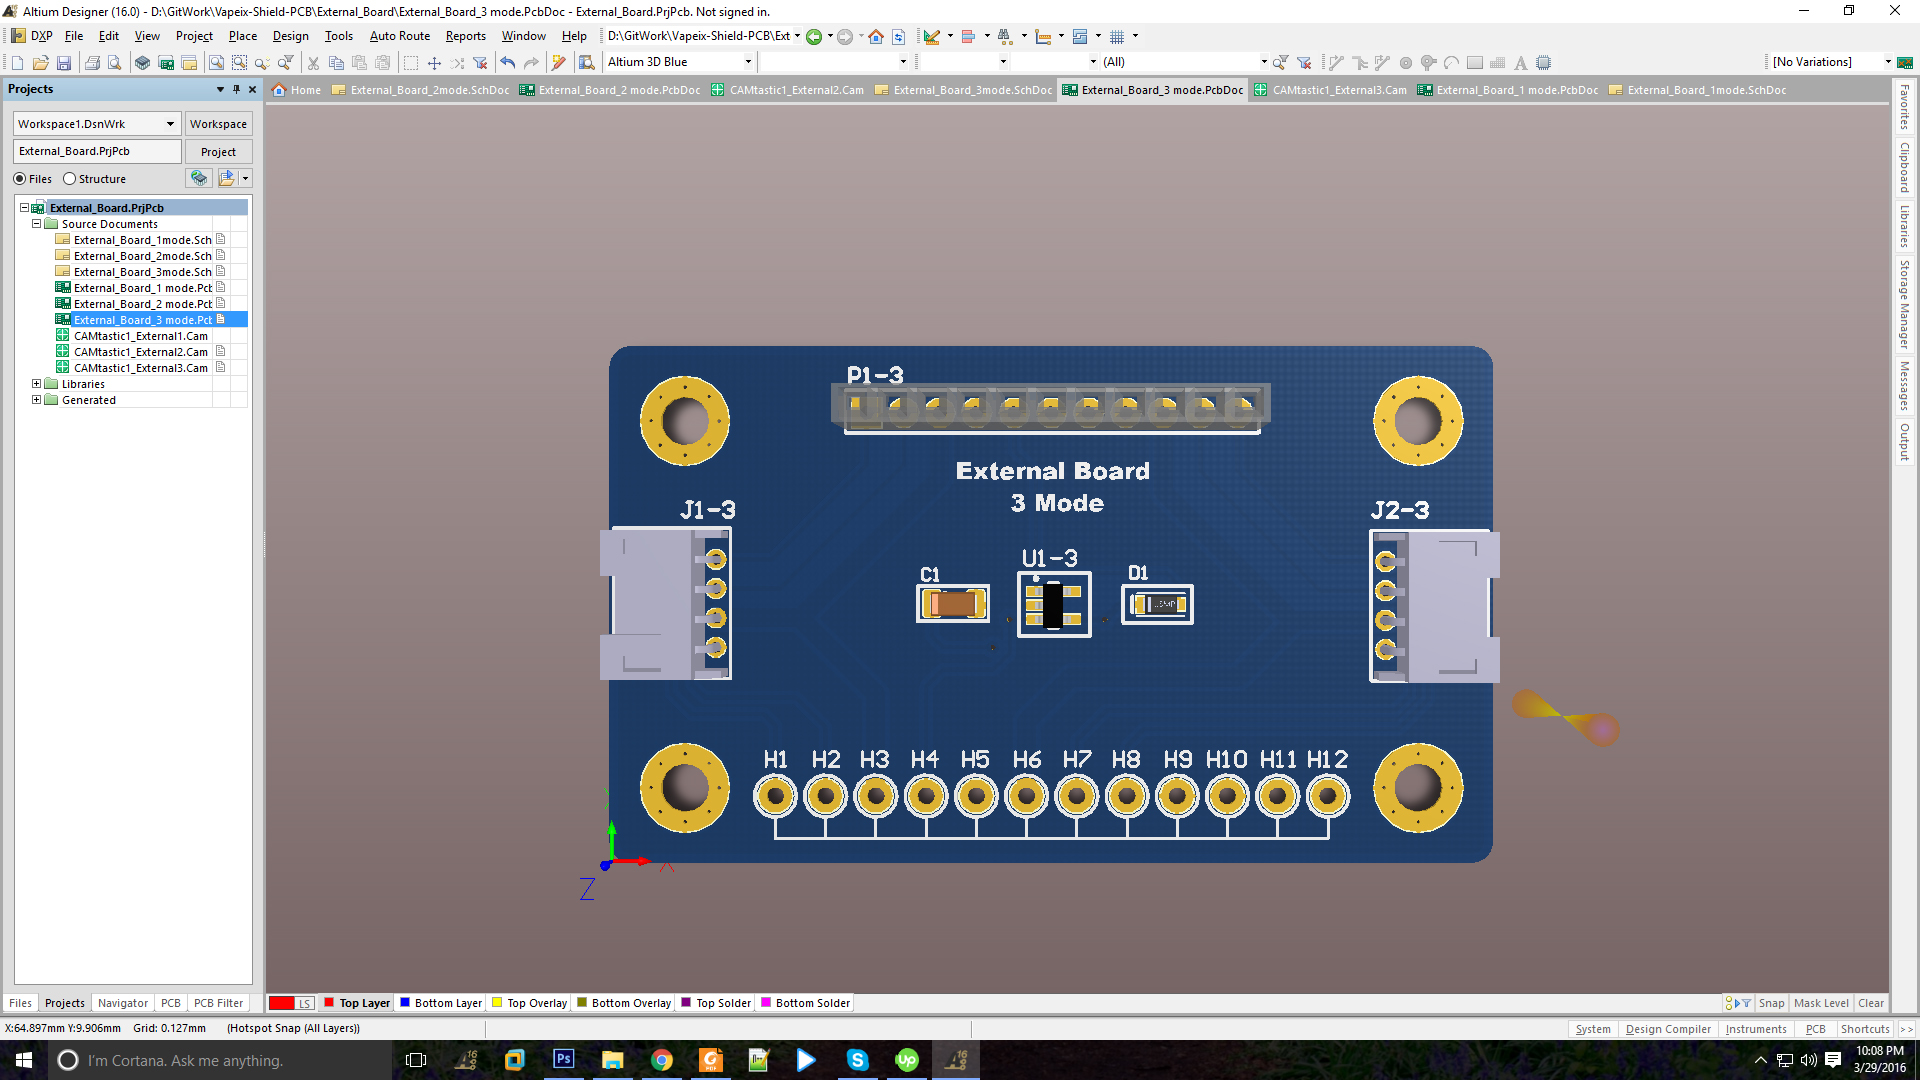 Altium Designer (16.0) - D:\GitWork\Vapeix-Shield-PCB\External_Board\External_Board_3 mode.PcbDoc - External_Board.PrjPcb. Not signed in.
DXP File Edit View Project Place Design Tools Auto Route Reports Window Help D:\GitWork\Vapeix-Shield-PCB\Ext
Altium 3D Blue (All) [No Variations]
Projects
Home External_Board_2mode.SchDoc External_Board_2 mode.PcbDoc CAMtastic1_External2.Cam External_Board_3mode.SchDoc External_Board_3 mode.PcbDoc CAMtastic1_External3.Cam External_Board_1 mode.PcbDoc External_Board_1mode.SchDoc
Workspace1.DsnWrk Workspace
External_Board.PrjPcb Project
Files Structure
External_Board.PrjPcb
Source Documents
External_Board_1mode.Sch
External_Board_2mode.Sch
External_Board_3mode.Sch
External_Board_1 mode.Pcb
External_Board_2 mode.Pcb
External_Board_3 mode.Pcb
CAMtastic1_External1.Cam
CAMtastic1_External2.Cam
CAMtastic1_External3.Cam
Libraries
Generated
P1-3
External Board
3 Mode
J1-3
J2-3
U1-3
C1
D1
H1 H2 H3 H4 H5 H6 H7 H8 H9 H10 H11 H12
X
Z
Favorites
Clipboard
Libraries
Storage Manager
Messages
Output
Files Projects Navigator PCB PCB Filter
LS Top Layer Bottom Layer Top Overlay Bottom Overlay Top Solder Bottom Solder
Snap Mask Level Clear
X:64.897mm Y:9.906mm Grid: 0.127mm (Hotspot Snap (All Layers))
System Design Compiler Instruments PCB Shortcuts >>
I'm Cortana. Ask me anything.
Ps
PDF
up
10:08 PM
3/29/2016